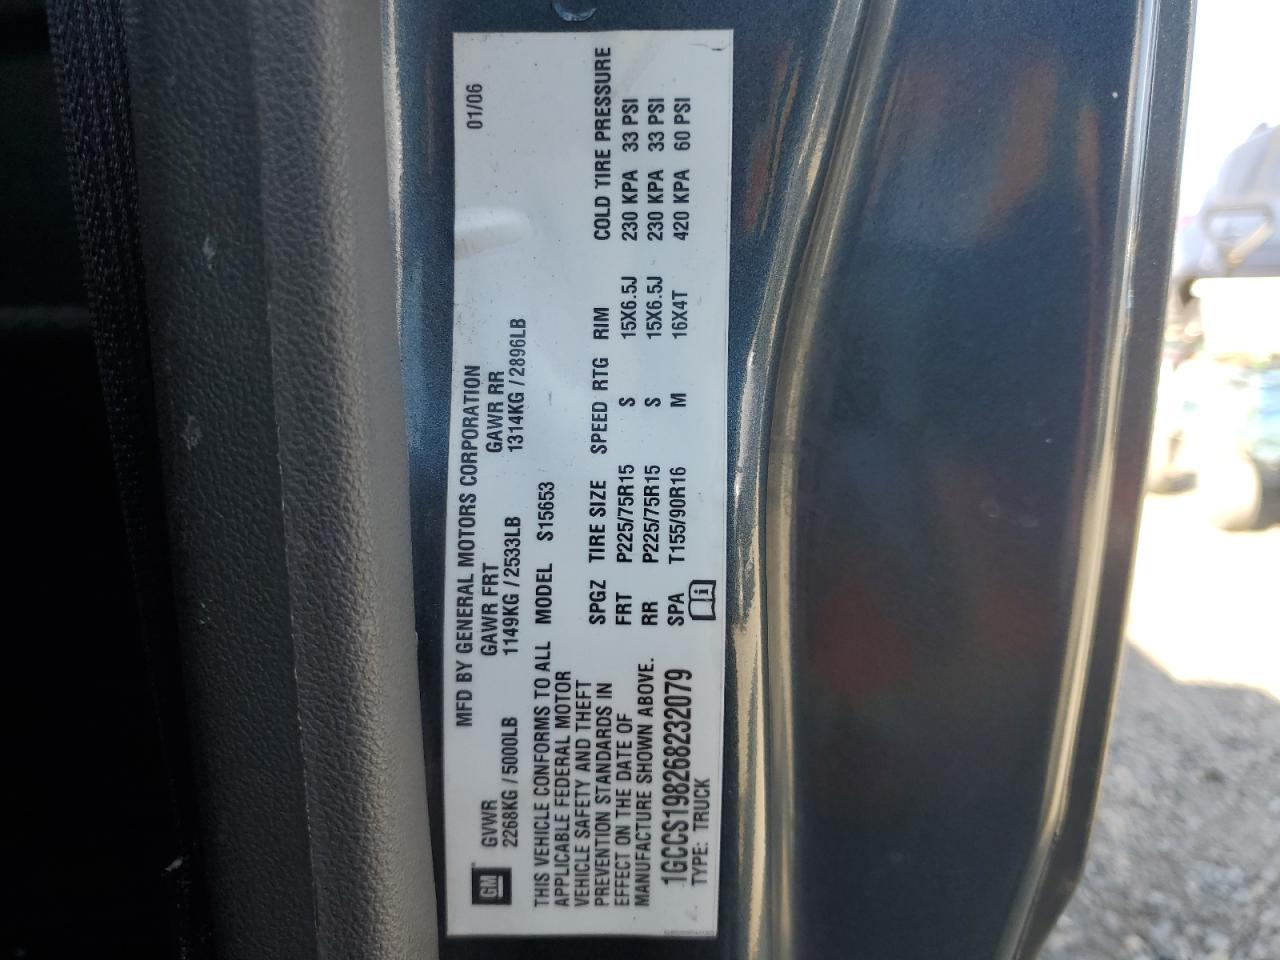 MFD BY GENERAL MOTORS CORPORATION 01/06
GM
GVWR GAWR FRT GAWR RR
2268KG / 5000LB 1149KG / 2533LB 1314KG / 2896LB
THIS VEHICLE CONFORMS TO ALL
APPLICABLE FEDERAL MOTOR
VEHICLE SAFETY AND THEFT
PREVENTION STANDARDS IN
EFFECT ON THE DATE OF
MANUFACTURE SHOWN ABOVE.
1GCCS198268232079
TYPE: TRUCK
MODEL S15653
SPGZ TIRE SIZE SPEED RTG RIM COLD TIRE PRESSURE
FRT P225/75R15 S 15X6.5J 230 KPA 33 PSI
RR P225/75R15 S 15X6.5J 230 KPA 33 PSI
SPA T155/90R16 M 16X4T 420 KPA 60 PSI